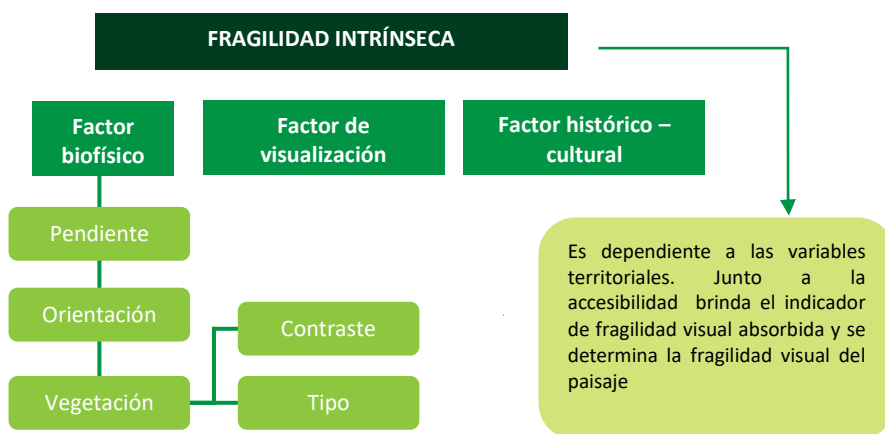 FRAGILIDAD INTRÍNSECA
Factor
biofísico
Factor de
visualización
Factor histórico –
cultural
Pendiente
Orientación
Vegetación
Contraste
Tipo
Es dependiente a las variables
territoriales. Junto a la
accesibilidad brinda el indicador
de fragilidad visual absorbida y se
determina la fragilidad visual del
paisaje